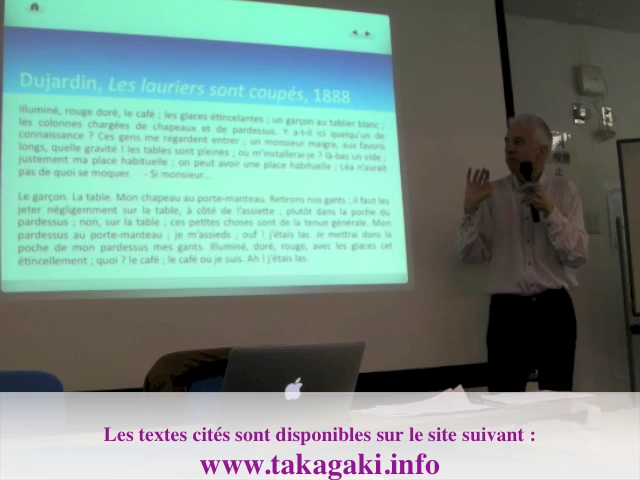 Dujardin, Les lauriers sont coupés, 1888
Illuminé, rouge doré, le café ; les glaces étincelantes ; un garçon au tablier blanc ;
les colonnes chargées de chapeaux et de pardessus. Y a-t-il ici quelqu'un de
connaissance ? Ces gens me regardent entrer ; un monsieur maigre, aux favoris
longs, quelle gravité ! les tables sont pleines ; où m'installerai-je ? là-bas un vide ;
justement ma place habituelle ; on peut avoir une place habituelle ; Léa n'aurait
pas de quoi se moquer. - Si monsieur...
Le garçon. La table. Mon chapeau au porte-manteau. Retirons nos gants ; il faut les
jeter négligemment sur la table, à côté de l'assiette ; plutôt dans la poche du
pardessus ; non, sur la table ; ces petites choses sont de la tenue générale. Mon
pardessus au porte-manteau ; je m'assieds ; ouf ! j'étais las. Je mettrai dans la
poche de mon pardessus mes gants. Illuminé, doré, rouge, avec les glaces cet
étincellement ; quoi ? le café ; le café où je suis. Ah ! j'étais las.
Les textes cités sont disponibles sur le site suivant :
www.takagaki.info